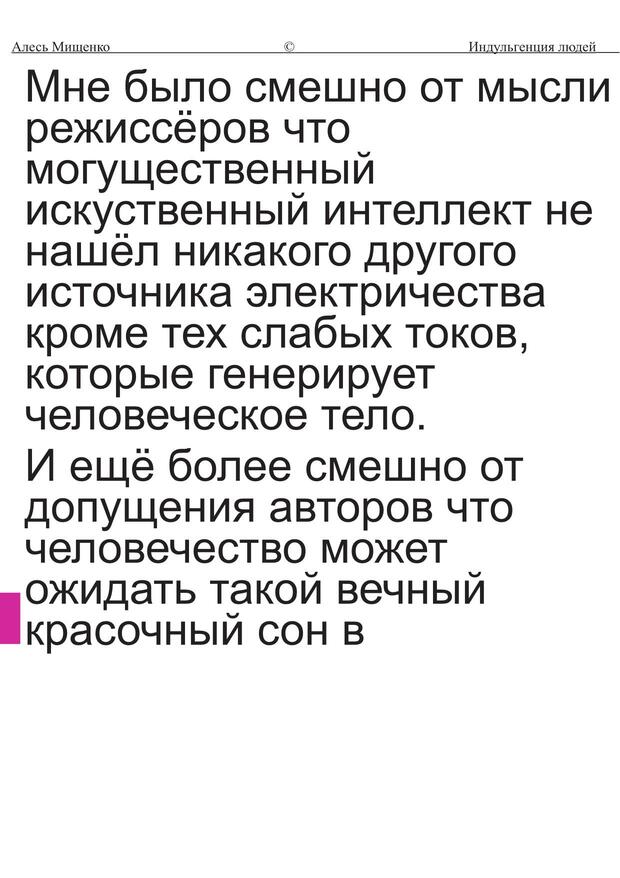 Алесь Мищенко © Индульгенция людей
Мне было смешно от мысли
режиссёров что
могущественный
искуственный интеллект не
нашёл никакого другого
источника электричества
кроме тех слабых токов,
которые генерирует
человеческое тело.
И ещё более смешно от
допущения авторов что
человечество может
ожидать такой вечный
красочный сон в